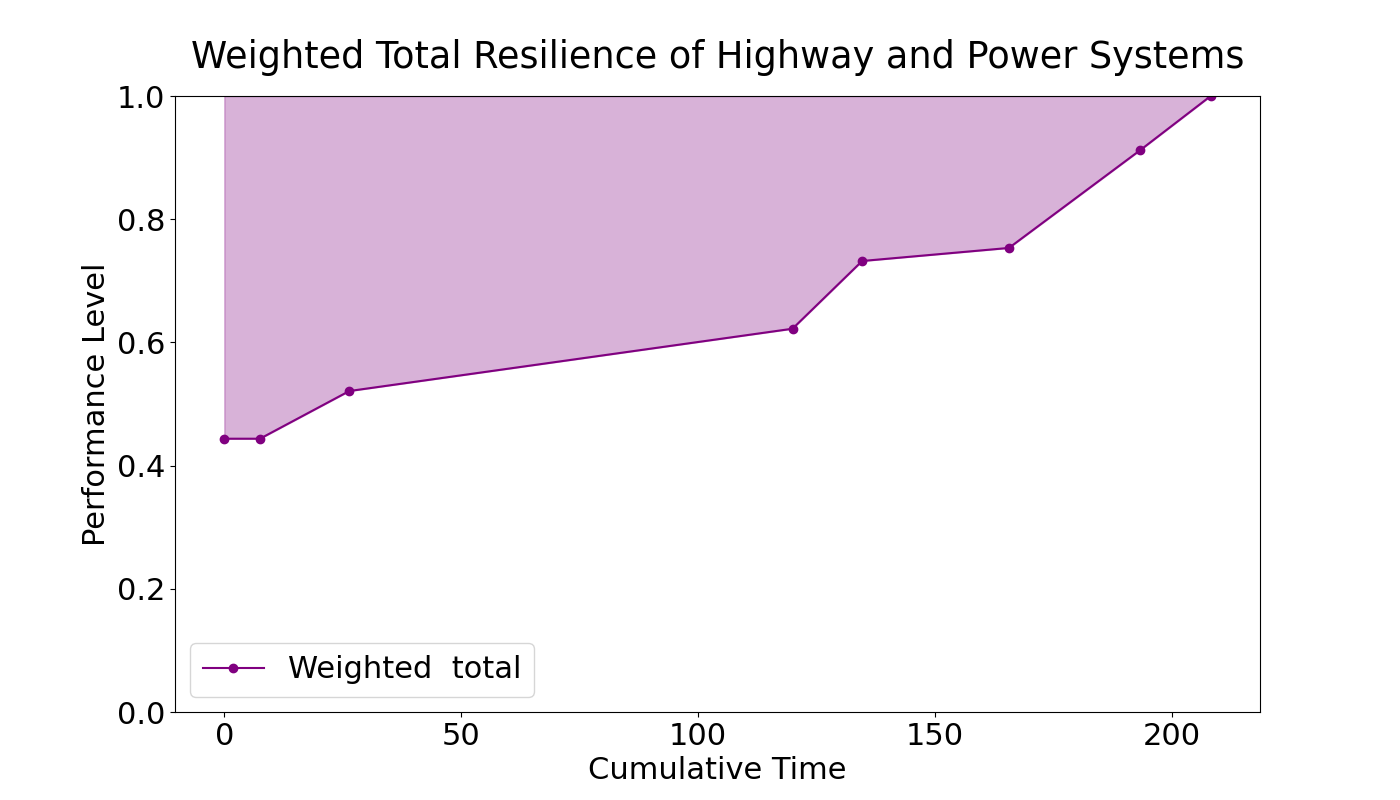 Weighted Total Resilience of Highway and Power Systems
1.0
0.8
0.6
0.4
0.2
0.0
Performance Level
Weighted  total
0 50 100 150 200
Cumulative Time